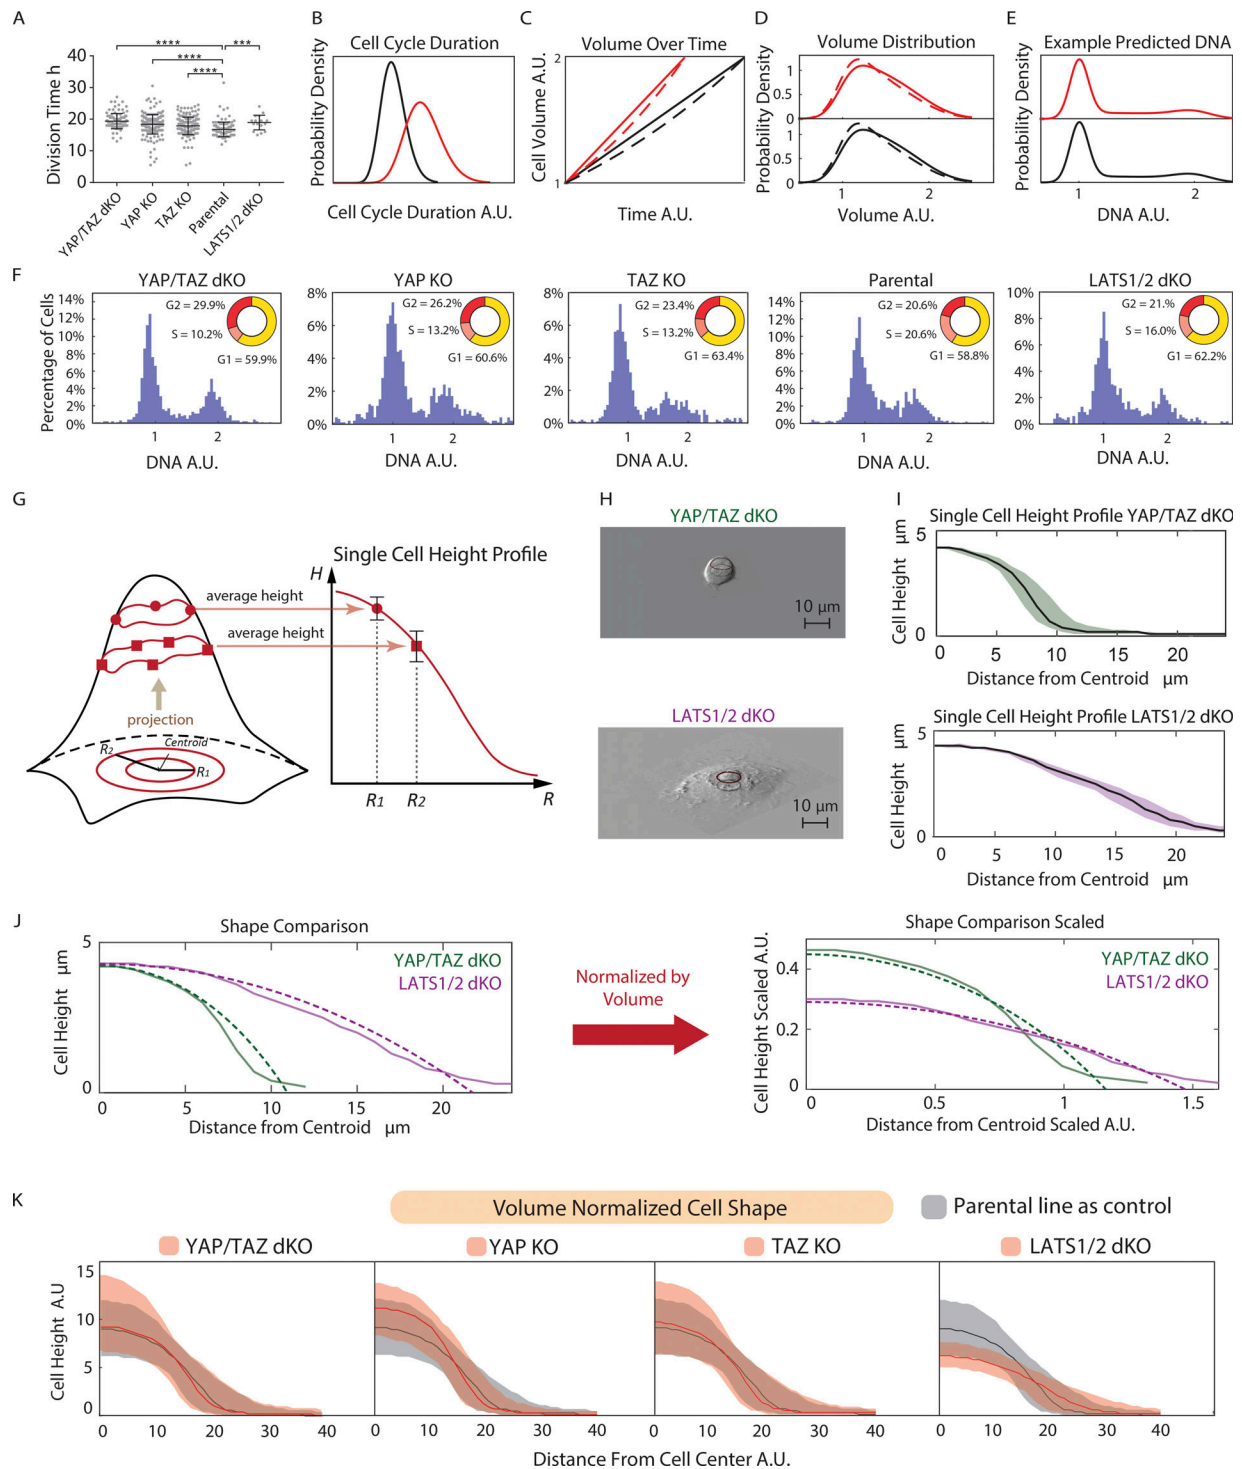 A
Division Time h
40
30
20
10
0
****
***
****
****
YAP/TAZ dKO
YAP KO
TAZ KO
Parental
LATS1/2 dKO
B
Cell Cycle Duration
Probability Density
Cell Cycle Duration A.U.
C
Volume Over Time
Cell Volume A.U.
2
1
1
Time A.U.
D
Volume Distribution
Probability Density
1
0.5
0
1
0.5
0
1
2
Volume A.U.
E
Example Predicted DNA
Probability Density
1
2
DNA A.U.
F
YAP/TAZ dKO
Percentage of Cells
14%
12%
10%
8%
6%
4%
2%
0%
G2 = 29.9%
S = 10.2%
G1 = 59.9%
1
2
DNA A.U.
YAP KO
8%
6%
4%
2%
0%
G2 = 26.2%
S = 13.2%
G1 = 60.6%
1
2
DNA A.U.
TAZ KO
8%
6%
4%
2%
0%
G2 = 23.4%
S = 13.2%
G1 = 63.4%
1
2
DNA A.U.
Parental
14%
12%
10%
8%
6%
4%
2%
0%
G2 = 20.6%
S = 20.6%
G1 = 58.8%
1
2
DNA A.U.
LATS1/2 dKO
10%
8%
6%
4%
2%
0%
G2 = 21.%
S = 16.0%
G1 = 62.2%
1
2
DNA A.U.
G
Single Cell Height Profile
H
average height
average height
projection
Centroid
R2
R1
R1
R2
R
H
YAP/TAZ dKO
10 µm
LATS1/2 dKO
10 µm
I
Single Cell Height Profile YAP/TAZ dKO
Cell Height µm
5
0
0
5
10
15
20
Distance from Centroid µm
Single Cell Height Profile LATS1/2 dKO
Cell Height µm
5
0
0
5
10
15
20
Distance from Centroid µm
J
Shape Comparison
YAP/TAZ dKO
LATS1/2 dKO
Cell Height µm
5
0
0
5
10
15
20
Distance from Centroid µm
Normalized by
Volume
Shape Comparison Scaled
YAP/TAZ dKO
LATS1/2 dKO
Cell Height Scaled A.U.
0.4
0.2
0
0
0.5
1
1.5
Distance from Centroid Scaled A.U.
K
Volume Normalized Cell Shape
Parental line as control
YAP/TAZ dKO
YAP KO
TAZ KO
LATS1/2 dKO
Cell Height A.U
15
10
5
0
0 10 20 30 40
0 10 20 30 40
0 10 20 30 40
0 10 20 30 40
Distance From Cell Center A.U.